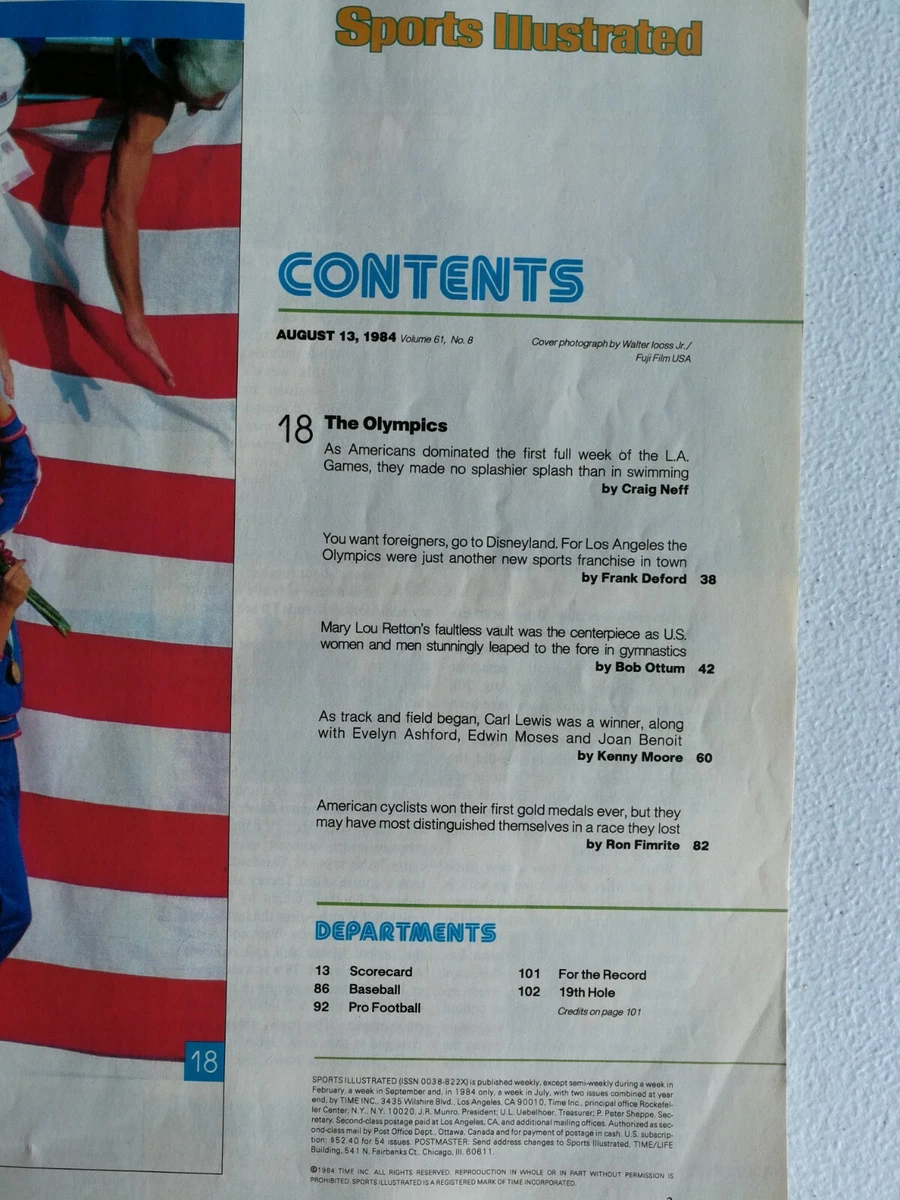 Sports Illustrated
CONTENTS
AUGUST 13, 1984 Volume 61, No. 8
Cover photograph by Walter Iooss Jr./
Fuji Film USA
18 The Olympics
As Americans dominated the first full week of the L.A.
Games, they made no splashier splash than in swimming
by Craig Neff
You want foreigners, go to Disneyland. For Los Angeles the
Olympics were just another new sports franchise in town
by Frank Deford 38
Mary Lou Retton's faultless vault was the centerpiece as U.S.
women and men stunningly leaped to the fore in gymnastics
by Bob Ottum 42
As track and field began, Carl Lewis was a winner, along
with Evelyn Ashford, Edwin Moses and Joan Benoit
by Kenny Moore 60
American cyclists won their first gold medals ever, but they
may have most distinguished themselves in a race they lost
by Ron Fimrite 82
DEPARTMENTS
13 Scorecard
86 Baseball
92 Pro Football
101 For the Record
102 19th Hole
Credits on page 101
18
SPORTS ILLUSTRATED (ISSN 0038-822X) is published weekly, except semi-weekly during a week in
February, a week in September and, in 1984 only, a week in July, with two issues combined at year
end, by TIME INC., 3435 Wilshire Blvd., Los Angeles, CA 90010, Time Inc., principal office Rockefel-
ler Center, N.Y., N.Y. 10020. J.R. Munro, President; U.L. Uebelhoer, Treasurer; P. Peter Sheppe, Sec-
retary. Second-class postage paid at Los Angeles, CA, and additional mailing offices. Authorized as sec-
ond-class mail by Post Office Dept., Ottawa, Canada and for payment of postage in cash. U.S. subscrip-
tion: $52.40 for 54 issues. POSTMASTER: Send address changes to Sports Illustrated, TIME/LIFE
Building, 541 N. Fairbanks Ct., Chicago, Ill. 60611.
©1984 TIME INC. ALL RIGHTS RESERVED. REPRODUCTION IN WHOLE OR IN PART WITHOUT PERMISSION IS
PROHIBITED. SPORTS ILLUSTRATED IS A REGISTERED MARK OF TIME INCORPORATED.